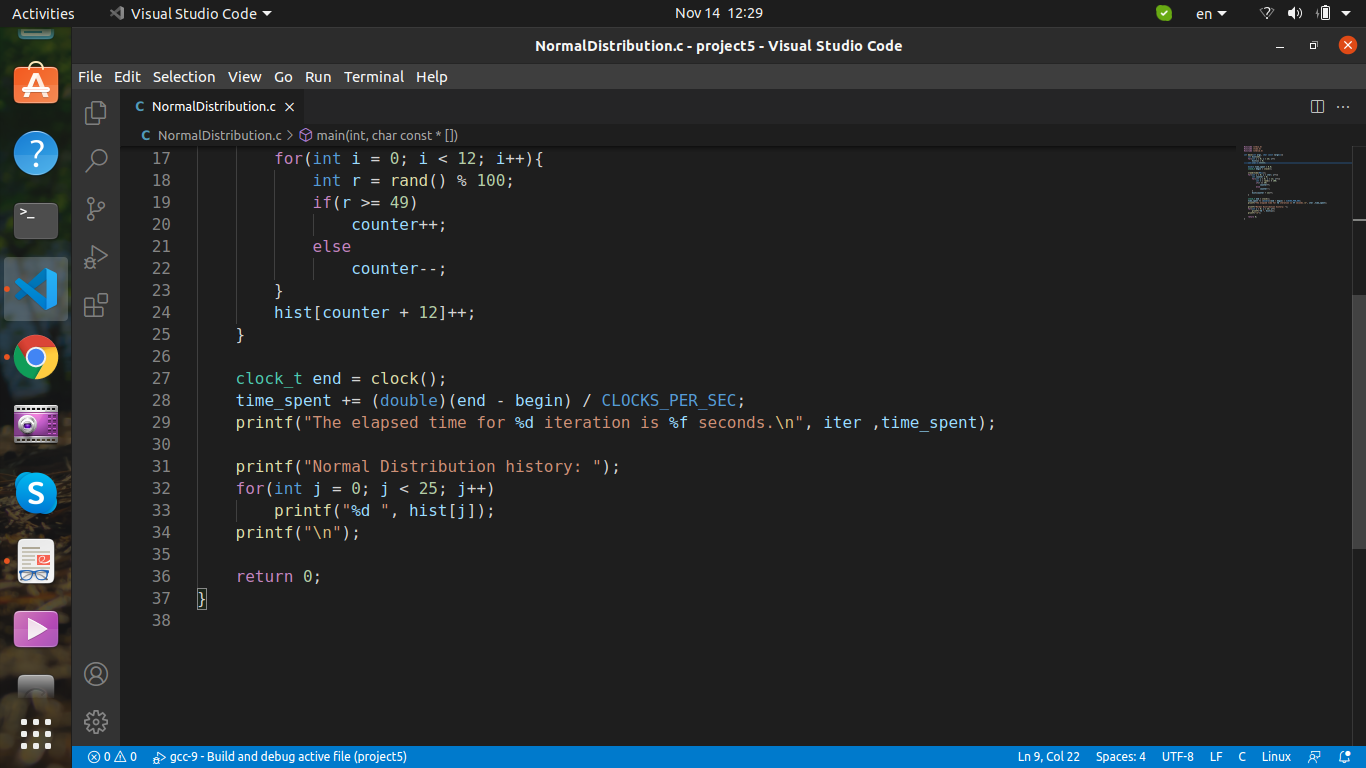 Activities Visual Studio Code Nov 14 12:29 en
NormalDistribution.c - project5 - Visual Studio Code
File Edit Selection View Go Run Terminal Help
C NormalDistribution.c
C NormalDistribution.c > main(int, char const * [])
17 for(int i = 0; i < 12; i++){
18 int r = rand() % 100;
19 if(r >= 49)
20 counter++;
21 else
22 counter--;
23 }
24 hist[counter + 12]++;
25 }
26
27 clock_t end = clock();
28 time_spent += (double)(end - begin) / CLOCKS_PER_SEC;
29 printf("The elapsed time for %d iteration is %f seconds.\n", iter ,time_spent);
30
31 printf("Normal Distribution history: ");
32 for(int j = 0; j < 25; j++)
33 printf("%d ", hist[j]);
34 printf("\n");
35
36 return 0;
37 }
38
0 0 gcc-9 - Build and debug active file (project5) Ln 9, Col 22 Spaces: 4 UTF-8 LF C Linux